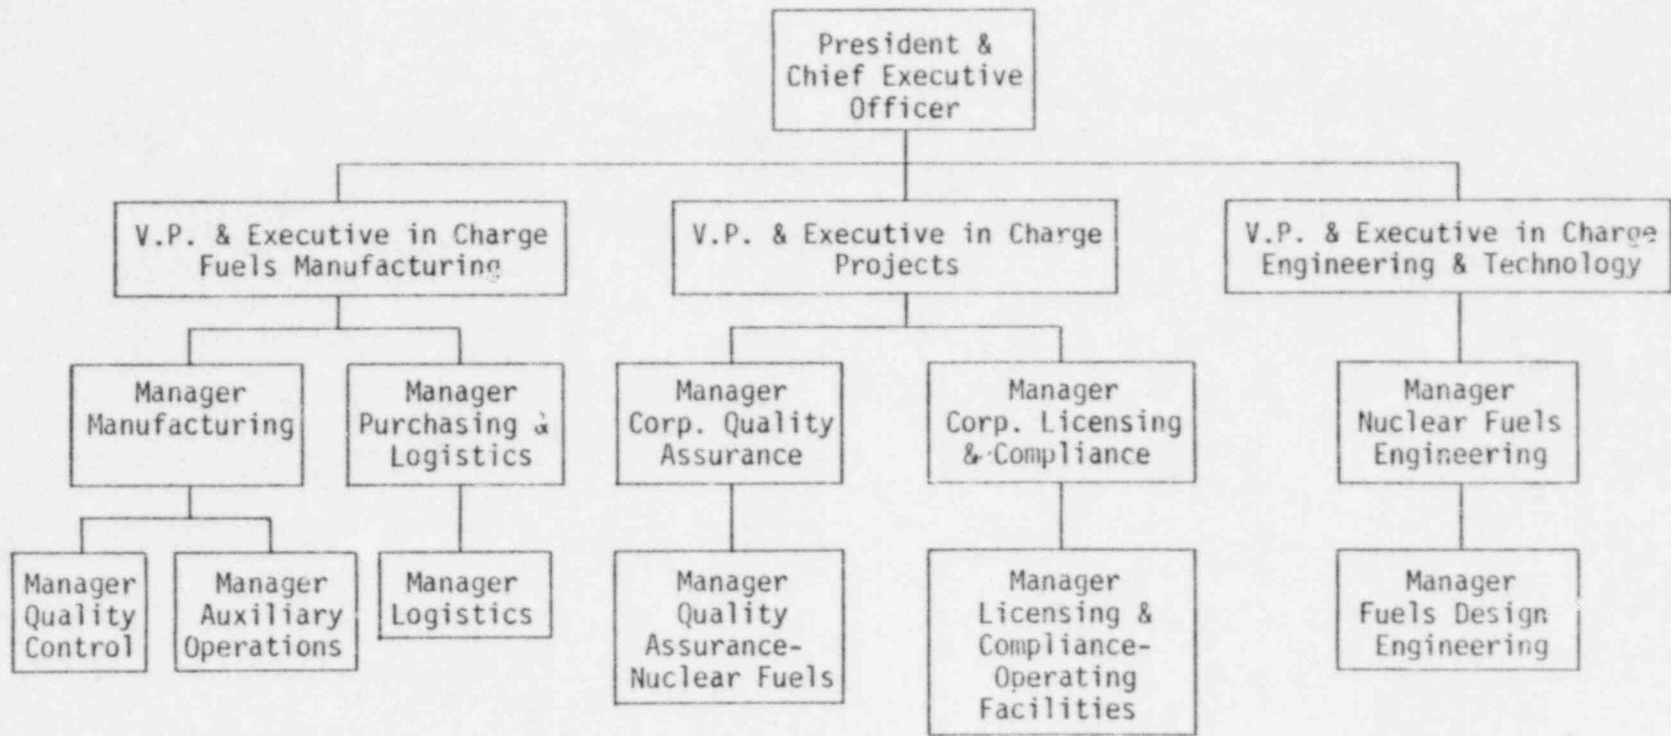 President &
Chief Executive
Officer
V.P. & Executive in Charge
Fuels Manufacturing
V.P. & Executive in Charge
Projects
V.P. & Executive in Charge
Engineering & Technology
Manager
Manufacturing
Manager
Purchasing &
Logistics
Manager
Corp. Quality
Assurance
Manager
Corp. Licensing
& Compliance
Manager
Nuclear Fuels
Engineering
Manager
Quality
Control
Manager
Auxiliary
Operations
Manager
Logistics
Manager
Quality
Assurance-
Nuclear Fuels
Manager
Licensing &
Compliance-
Operating
Facilities
Manager
Fuels Design
Engineering